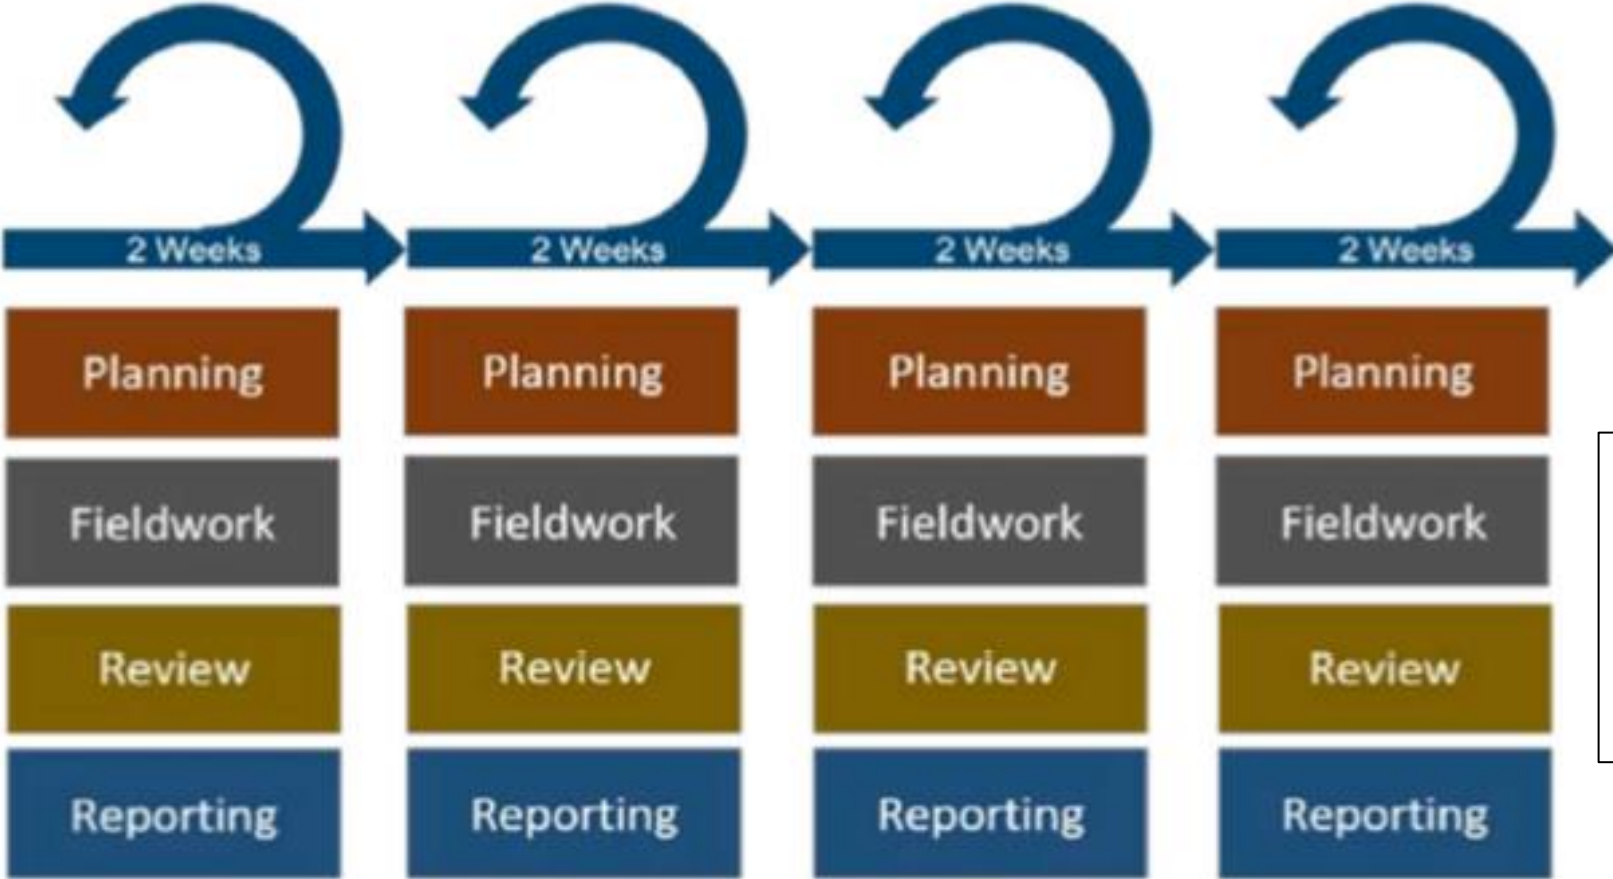 2 Weeks 2 Weeks 2 Weeks 2 Weeks
Planning Planning Planning Planning
Fieldwork Fieldwork Fieldwork Fieldwork
Review Review Review Review
Reporting Reporting Reporting Reporting